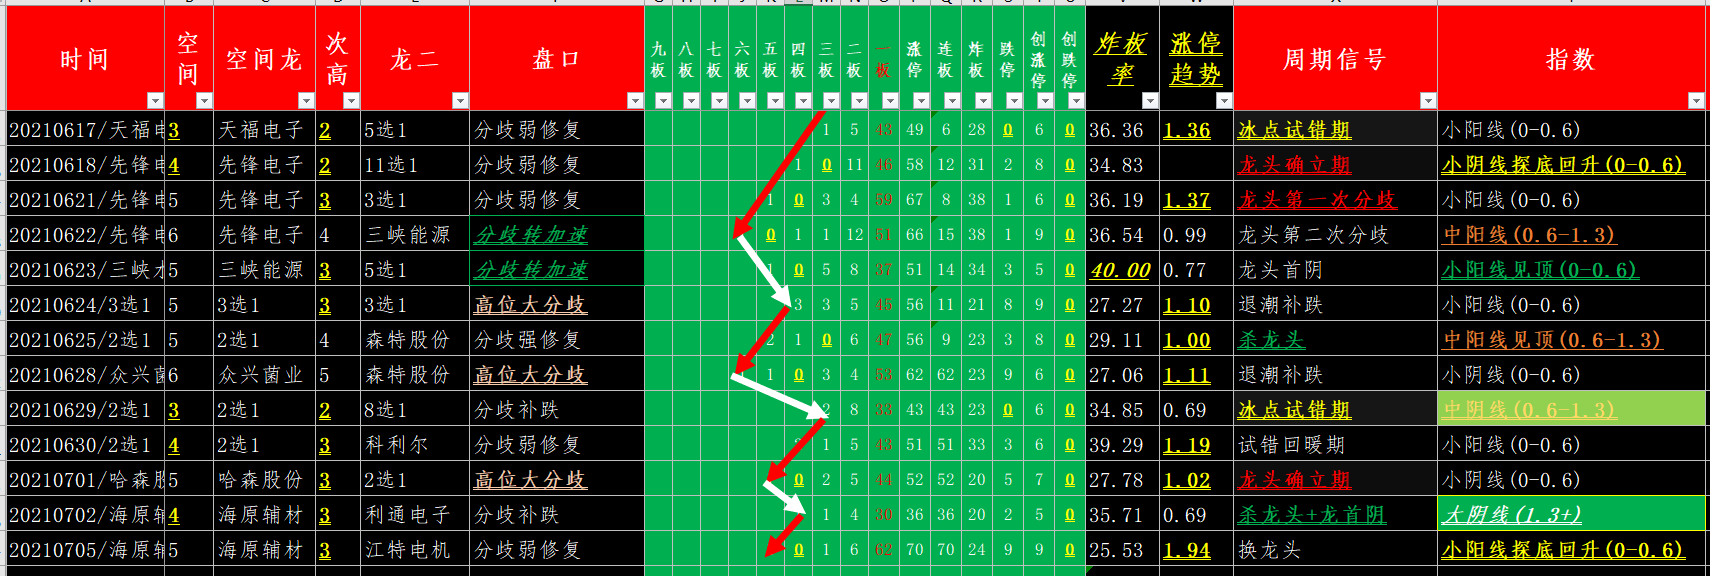 时间 空间 空间龙 次高 龙二 盘口 九板 八板 七板 六板 五板 四板 三板 二板 一板 涨停 连板 炸板 跌停 创涨停 创跌停 炸板率 涨停趋势 周期信号 指数
20210617/天福电 3 天福电子 2 5选1 分歧弱修复 1 5 43 49 6 28 0 6 0 36.36 1.36 冰点试错期 小阳线(0-0.6)
20210618/先锋电 4 先锋电子 2 11选1 分歧弱修复 1 0 11 46 58 12 31 2 8 0 34.83 龙头确立期 小阴线探底回升(0-0.6)
20210621/先锋电 5 先锋电子 3 3选1 分歧弱修复 1 0 3 4 59 67 8 38 1 6 0 36.19 1.37 龙头第一次分歧 小阳线(0-0.6)
20210622/先锋电 6 先锋电子 4 三峡能源 分歧转加速 0 1 1 12 51 66 15 38 1 9 0 36.54 0.99 龙头第二次分歧 中阳线(0.6-1.3)
20210623/三峡 5 三峡能源 3 5选1 分歧转加速 1 0 5 8 37 51 14 34 3 5 0 40.00 0.77 龙头首阴 小阳线见顶(0-0.6)
20210624/3选1 5 3选1 3 3选1 高位大分歧 3 3 5 45 56 11 21 8 9 0 27.27 1.10 退潮补跌 小阳线(0-0.6)
20210625/2选1 5 2选1 4 森特股份 分歧强修复 2 1 0 6 47 56 9 23 3 8 0 29.11 1.00 杀龙头 中阳线见顶(0.6-1.3)
20210628/众兴菌 6 众兴菌业 5 森特股份 高位大分歧 1 0 3 4 53 62 62 23 9 6 0 27.06 1.11 退潮补跌 小阴线(0-0.6)
20210629/2选1 3 2选1 2 8选1 分歧补跌 2 8 33 43 43 23 0 6 0 34.85 0.69 冰点试错期 中阴线(0.6-1.3)
20210630/2选1 4 2选1 3 科利尔 分歧弱修复 1 5 43 51 51 33 3 6 0 39.29 1.19 试错回暖期 小阳线(0-0.6)
20210701/哈森股 5 哈森股份 3 2选1 高位大分歧 0 2 5 44 52 52 20 5 7 0 27.78 1.02 龙头确立期 小阴线(0-0.6)
20210702/海原辅 4 海原辅材 3 利通电子 分歧补跌 1 4 30 36 36 20 2 5 0 35.71 0.69 杀龙头+龙首阴 大阴线(1.3+)
20210705/海原辅 5 海原辅材 3 江特电机 分歧弱修复 0 1 6 62 70 70 24 9 9 0 25.53 1.94 换龙头 小阳线探底回升(0-0.6)